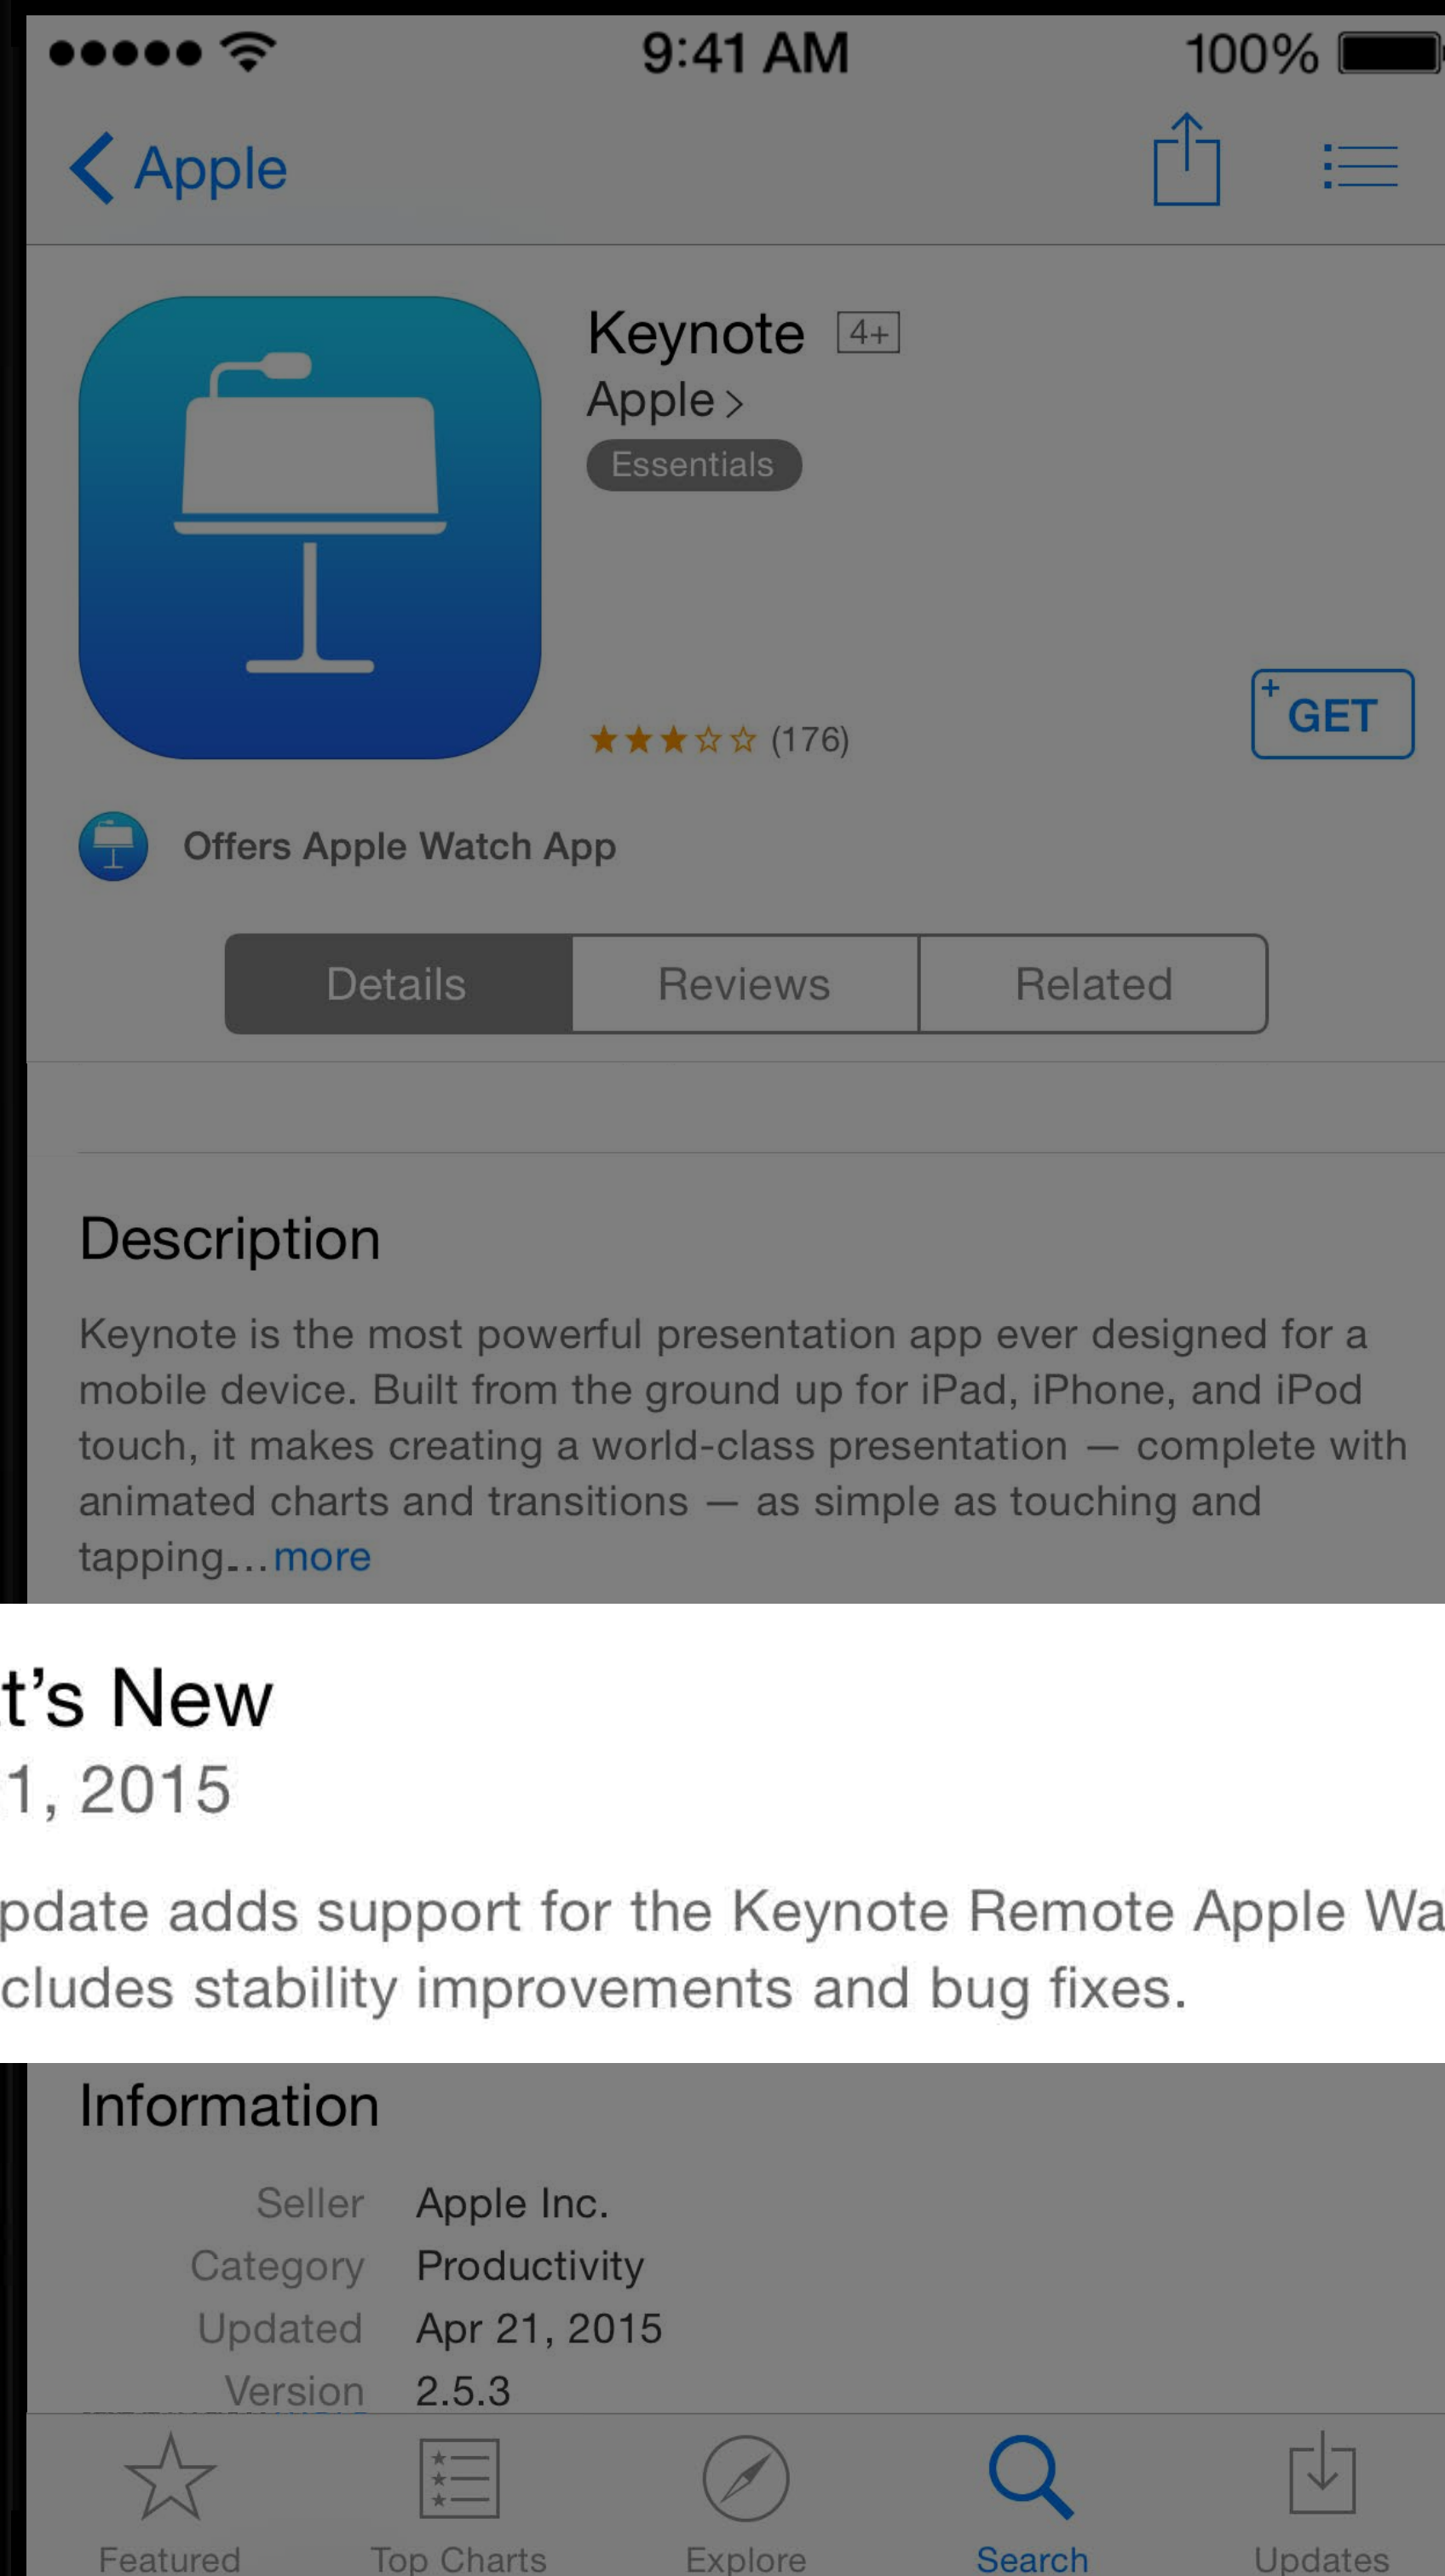 9:41 AM
100%
Apple
Keynote 4+
Apple >
Essentials
(176)
+ GET
Offers Apple Watch App
Details Reviews Related
Description
Keynote is the most powerful presentation app ever designed for a
mobile device. Built from the ground up for iPad, iPhone, and iPod
touch, it makes creating a world-class presentation — complete with
animated charts and transitions — as simple as touching and
tapping... more
t’s New
1, 2015
pdate adds support for the Keynote Remote Apple Wa
cludes stability improvements and bug fixes.
Information
Seller Apple Inc.
Category Productivity
Updated Apr 21, 2015
Version 2.5.3
Featured Top Charts Explore Search Updates